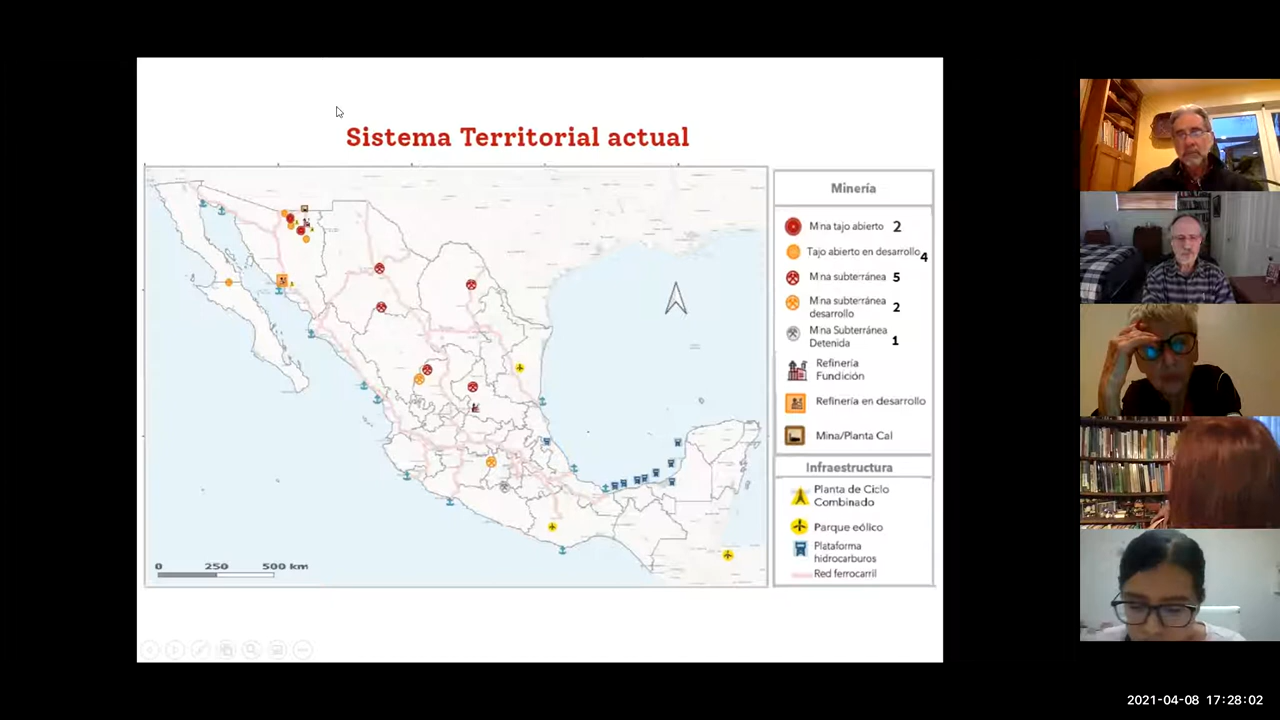 Sistema Territorial actual
Minería
Mina tajo abierto 2
Tajo abierto en desarrollo 4
Mina subterránea 5
Mina subterránea
desarrollo 2
Mina Subterránea
Detenida 1
Refinería
Fundición
Refinería en desarrollo
Mina/Planta Cal
Infraestructura
Planta de Ciclo
Combinado
Parque eólico
Plataforma
hidrocarburos
Red ferrocarril
0 250 500 km
2021-04-08 17:28:02